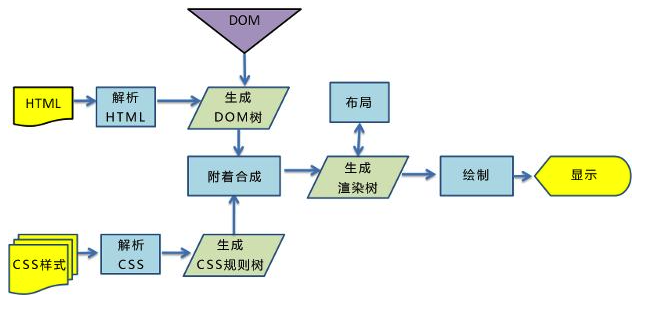 DOM
HTML
解析
HTML
生成
DOM树
布局
附着合成
生成
渲染树
绘制
显示
CSS样式
解析
CSS
生成
CSS规则树